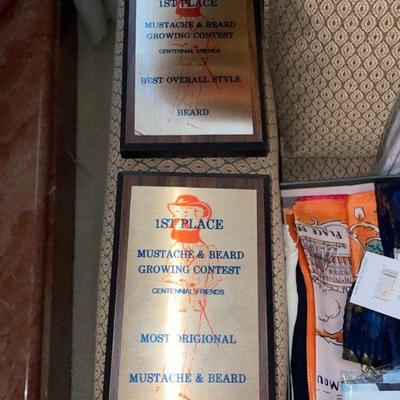 1ST PLACE
MUSTACHE & BEARD
GROWING CONTEST
CENTENNIAL FRIENDS
BEST OVERALL STYLE
BEARD
1ST PLACE
MUSTACHE & BEARD
GROWING CONTEST
CENTENNIAL FRIENDS
MOST ORIGIONAL
MUSTACHE & BEARD